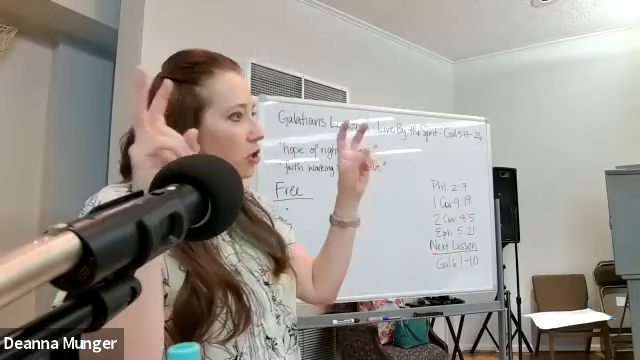 Galatians Lesson : Live By the Spirit - Gal 5 13-26
"hope of right "
"faith working "
Free
Phil 2:7
1 Cor 9 19
2 Cor 4:5
Eph 5:21
Next Lesson
Gal 6 1-10
Deanna Munger